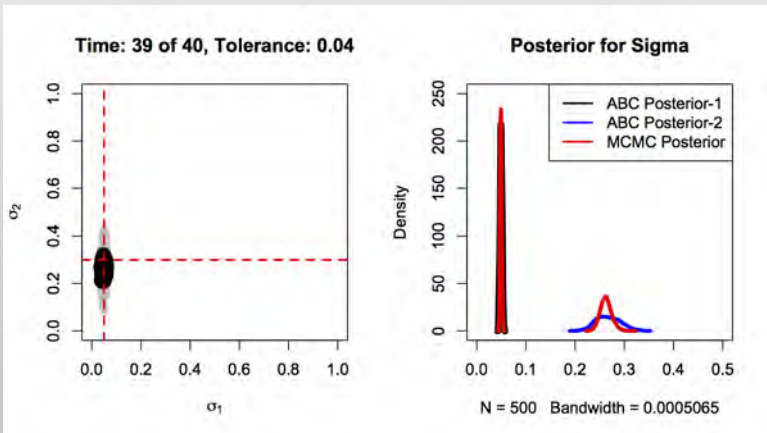 Time: 39 of 40, Tolerance: 0.04
σ2
1.0
0.8
0.6
0.4
0.2
0.0
0.0 0.2 0.4 0.6 0.8 1.0
σ1
Posterior for Sigma
ABC Posterior-1
ABC Posterior-2
MCMC Posterior
Density
250
200
150
100
50
0
0.0 0.1 0.2 0.3 0.4 0.5
N = 500 Bandwidth = 0.0005065